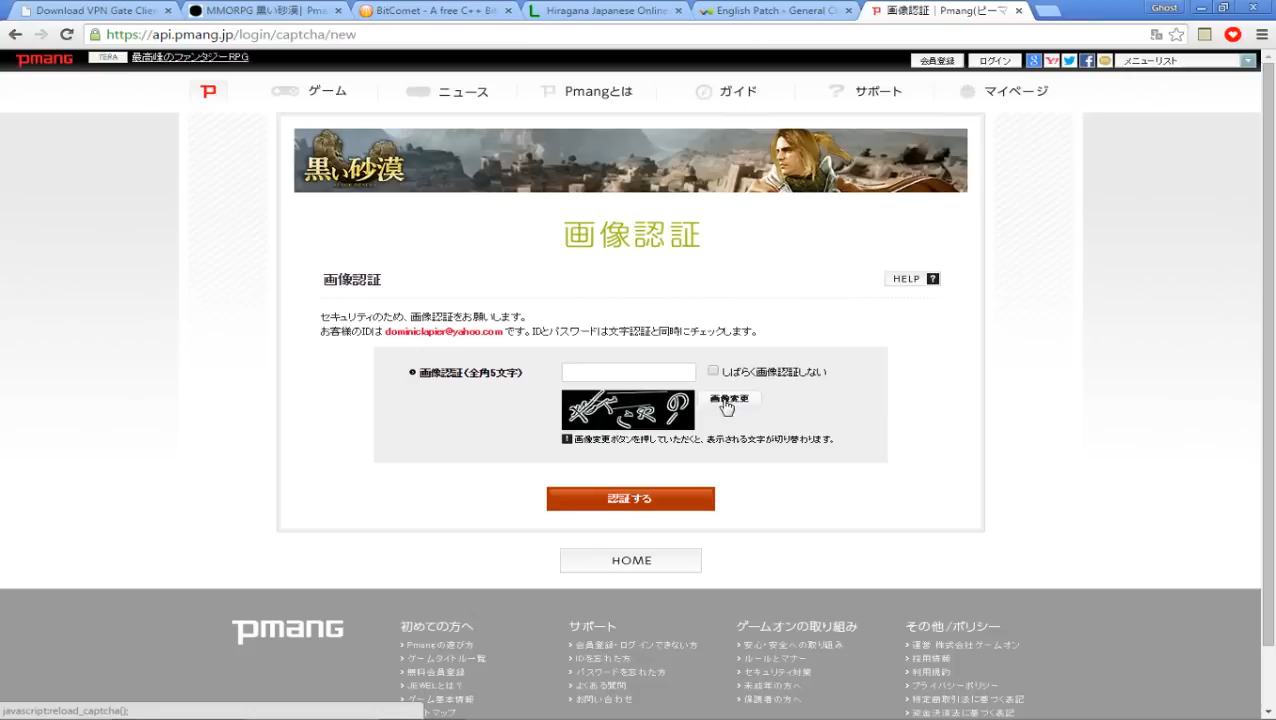 Download VPN Gate Clie
MMORPG 黒い砂漠| Pma
BitComet - A free C++ Bi
Hiragana Japanese Online
English Patch - General C
画像認証 | Pmang(ピーマ
Ghost
https://api.pmang.jp/login/captcha/new
pmang
TERA
最高峰のファンタジーRPG
会員登録
ログイン
メニューリスト
ゲーム
ニュース
Pmangとは
ガイド
サポート
マイページ
黒い砂漠
画像認証
画像認証
HELP ?
セキュリティのため、画像認証をお願いします。
お客様のIDは dominiclapier@yahoo.com です。IDとパスワードは文字認証と同時にチェックします。
画像認証(全角5文字)
しばらく画像認証しない
画像変更
画像変更ボタンを押していただくと、表示される文字が切り替わります。
認証する
HOME
pmang
初めての方へ
Pmangの遊び方
ゲームタイトル一覧
無料会員登録
JEWELとは？
ゲーム基本情報
トマップ
サポート
会員登録・ログインできない方
IDを忘れた方
パスワードを忘れた方
よくある質問
お問い合わせ
ゲームオンの取り組み
安心・安全への取り組み
ルールとマナー
セキュリティ対策
未成年の方へ
保護者の方へ
その他/ポリシー
運営 株式会社ゲームオン
採用情報
利用規約
プライバシーポリシー
特定商取引法に基づく表記
資金決済法に基づく表記
javascript:reload_captcha();